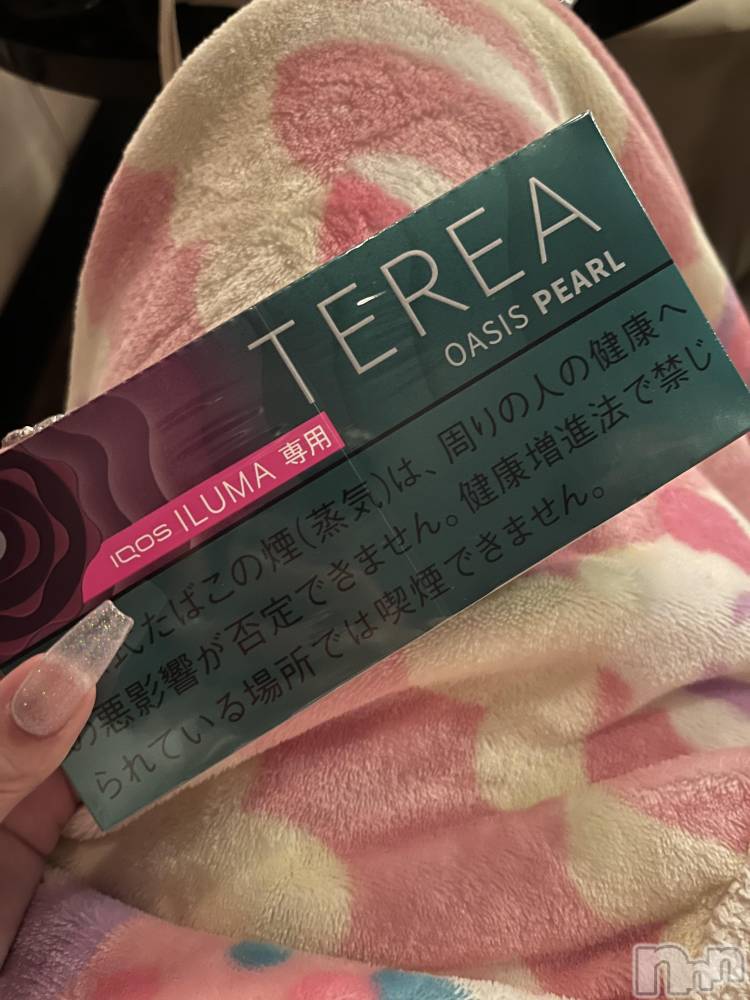 TEREA
OASIS PEARL
IQOS ILUMA 専用
式たばこの煙(蒸気)は、周りの人の健康へ
の悪影響が否定できません。健康増進法で禁じ
られている場所では喫煙できません。
nnn